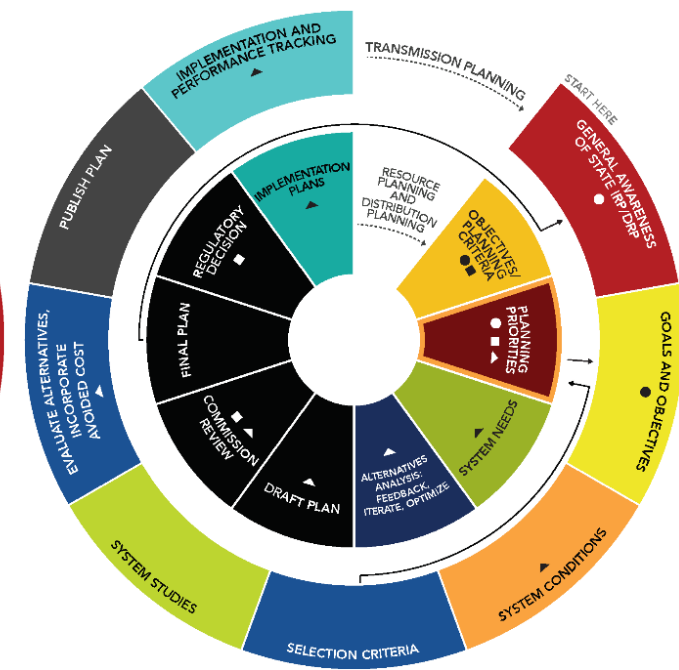 TRANSMISSION PLANNING
START HERE
GENERAL AWARENESS
OF STATE IRP/DRP
GOALS AND OBJECTIVES
SYSTEM CONDITIONS
SELECTION CRITERIA
SYSTEM STUDIES
EVALUATE ALTERNATIVES,
INCORPORATE
AVOIDED COST
PUBLISH PLAN
IMPLEMENTATION AND
PERFORMANCE TRACKING
RESOURCE
PLANNING
AND
DISTRIBUTION
PLANNING
OBJECTIVES/
PLANNING
CRITERIA
PLANNING
PRIORITIES
SYSTEM NEEDS
ALTERNATIVES
ANALYSIS:
FEEDBACK,
ITERATE, OPTIMIZE
DRAFT PLAN
COMMISSION
REVIEW
FINAL PLAN
REGULATORY
DECISION
IMPLEMENTATION
PLANS